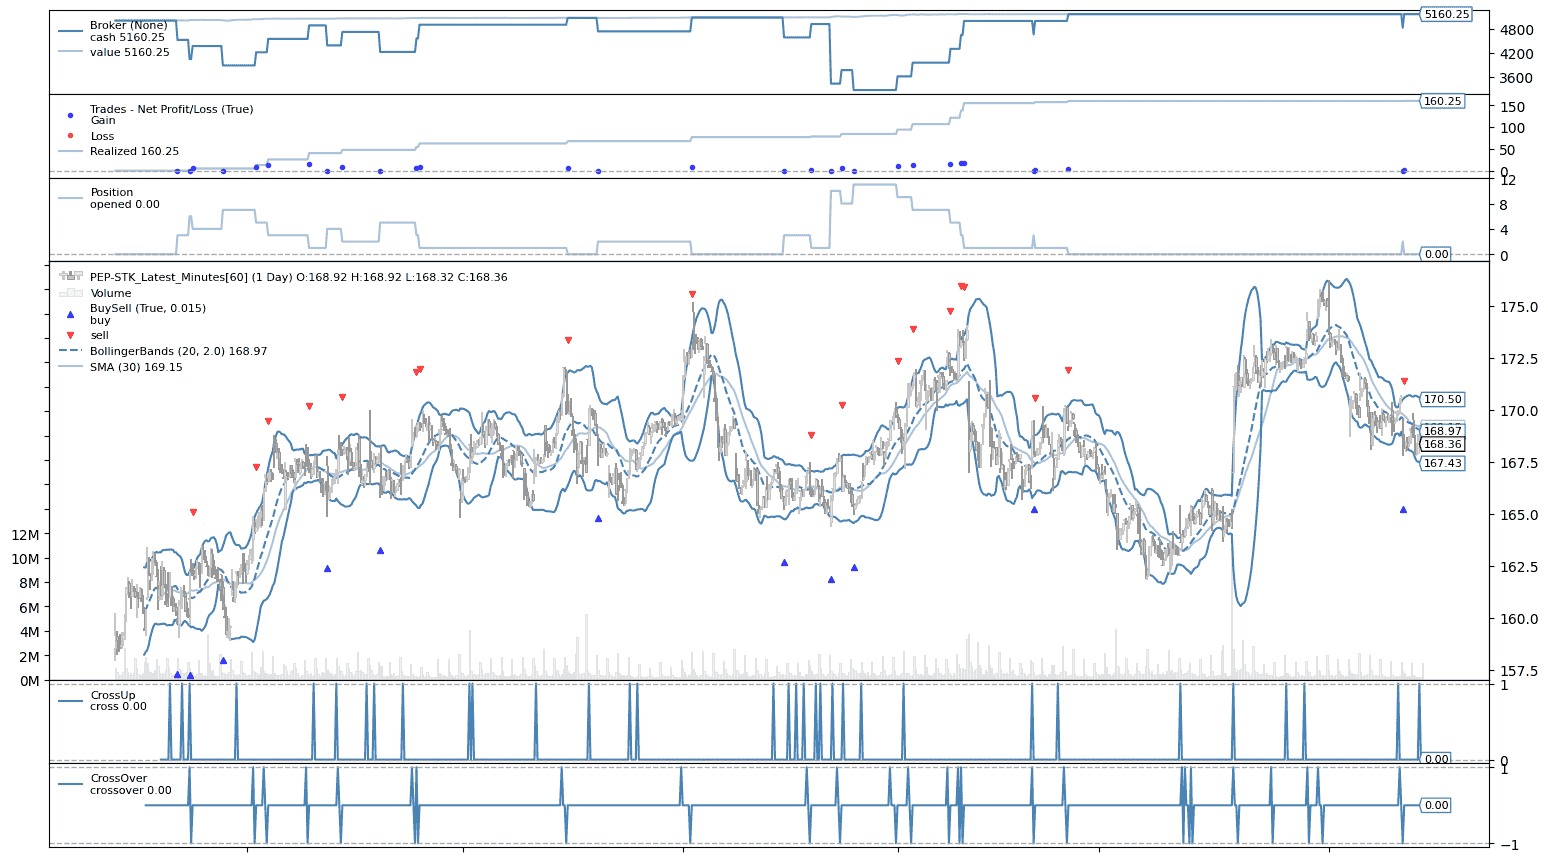 Broker (None)
cash 5160.25
value 5160.25
5160.25
4800
4200
3600
Trades - Net Profit/Loss (True)
Gain
Loss
Realized 160.25
160.25
150
100
50
0
Position
opened 0.00
12
8
4
0
0.00
PEP-STK_Latest_Minutes[60] (1 Day) O:168.92 H:168.92 L:168.32 C:168.36
Volume
BuySell (True, 0.015)
buy
sell
BollingerBands (20, 2.0) 168.97
SMA (30) 169.15
175.0
172.5
170.0
167.5
165.0
162.5
160.0
157.5
170.50
168.97
168.36
167.43
12M
10M
8M
6M
4M
2M
0M
CrossUp
cross 0.00
1
0
0.00
CrossOver
crossover 0.00
1
0.00
−1